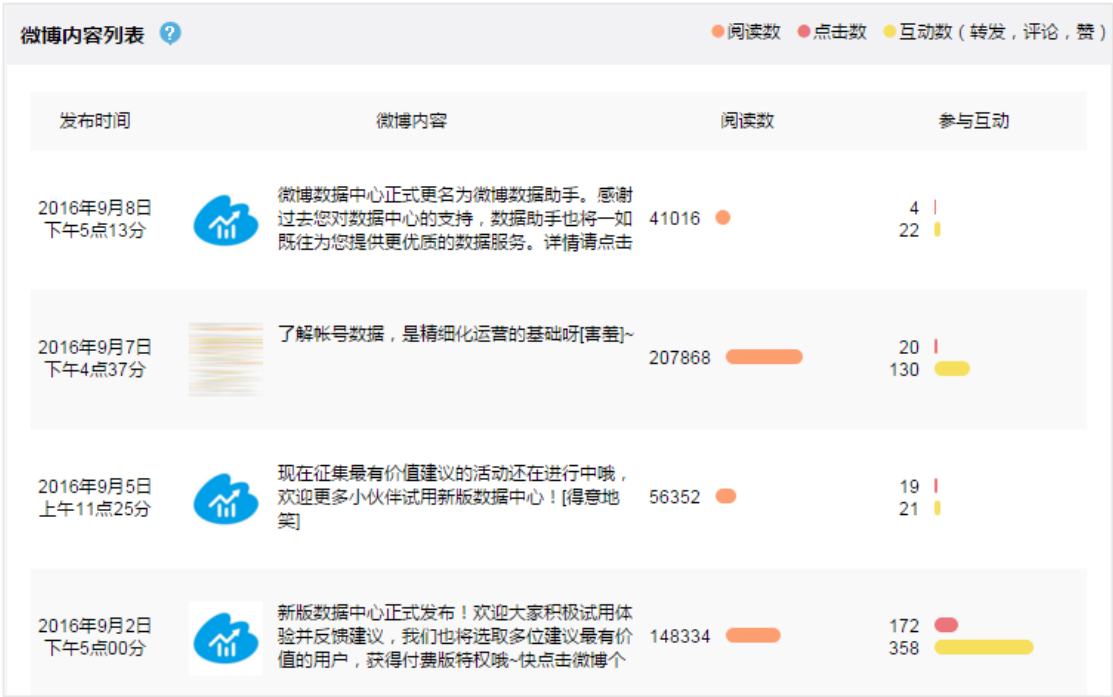 微博内容列表 ?
阅读数 点击数 互动数（转发，评论，赞）
发布时间 微博内容 阅读数 参与互动
2016年9月8日
下午5点13分
微博数据中心正式更名为微博数据助手。感谢
过去您对数据中心的支持，数据助手也将一如
既往为您提供更优质的数据服务。详情请点击
41016
4
22
2016年9月7日
下午4点37分
了解帐号数据，是精细化运营的基础呀[害羞]~
207868
20
130
2016年9月5日
上午11点25分
现在征集最有价值建议的活动还在进行中哦，
欢迎更多小伙伴试用新版数据中心！[得意地
笑]
56352
19
21
2016年9月2日
下午5点00分
新版数据中心正式发布！欢迎大家积极试用体
验并反馈建议，我们也将选取多位建议最有价
值的用户，获得付费版特权哦~快点击微博个
148334
172
358